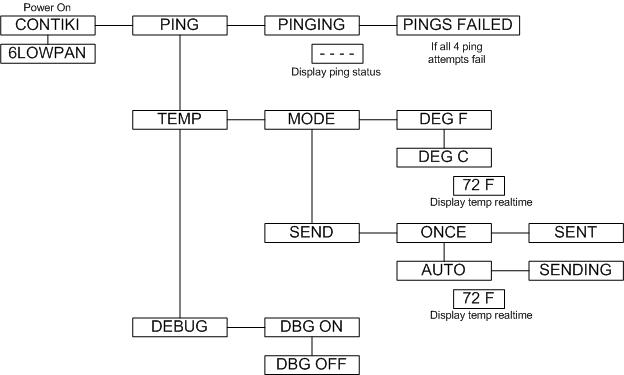 Power On
CONTIKI
PING
PINGING
PINGS FAILED
6LOWPAN
- - - -
Display ping status
If all 4 ping
attempts fail
TEMP
MODE
DEG F
DEG C
72 F
Display temp realtime
SEND
ONCE
SENT
AUTO
SENDING
72 F
Display temp realtime
DEBUG
DBG ON
DBG OFF